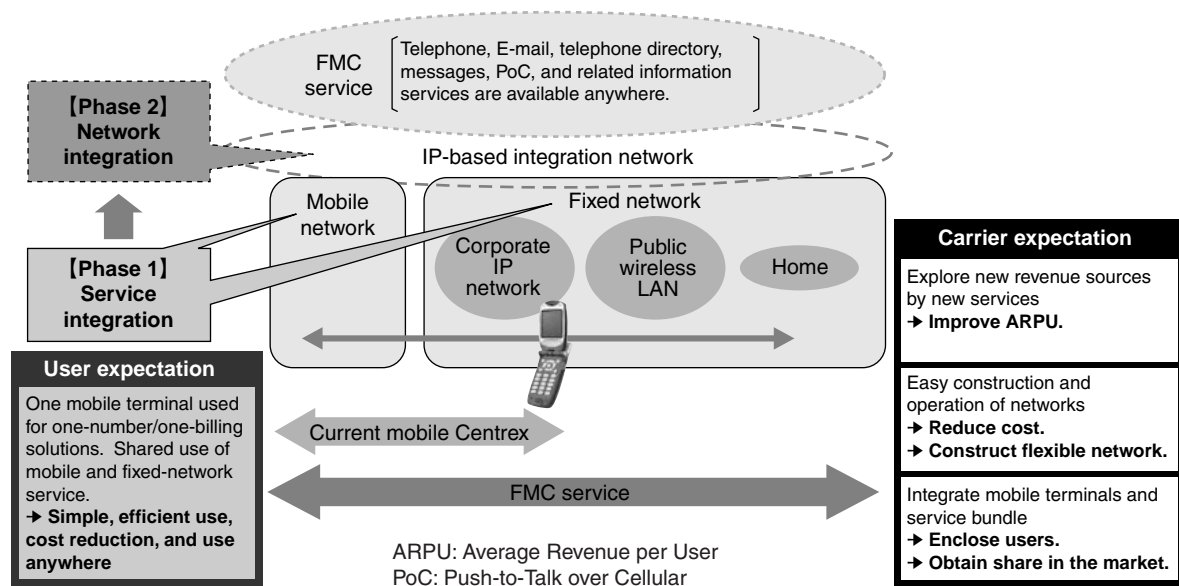 FMC
service
Telephone, E-mail, telephone directory,
messages, PoC, and related information
services are available anywhere.
【Phase 2】
Network
integration
IP-based integration network
Mobile
network
Fixed network
Corporate
IP
network
Public
wireless
LAN
Home
【Phase 1】
Service
integration
User expectation
One mobile terminal used
for one-number/one-billing
solutions. Shared use of
mobile and fixed-network
service.
→ Simple, efficient use,
cost reduction, and use
anywhere
Current mobile Centrex
FMC service
ARPU: Average Revenue per User
PoC: Push-to-Talk over Cellular
Carrier expectation
Explore new revenue sources
by new services
→ Improve ARPU.
Easy construction and
operation of networks
→ Reduce cost.
→ Construct flexible network.
Integrate mobile terminals and
service bundle
→ Enclose users.
→ Obtain share in the market.